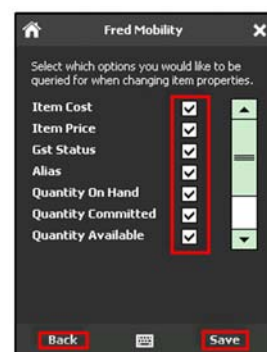 Fred Mobility
Select which options you would like to be
queried for when changing item properties.
Item Cost
Item Price
Gst Status
Alias
Quantity On Hand
Quantity Committed
Quantity Available
Back
Save